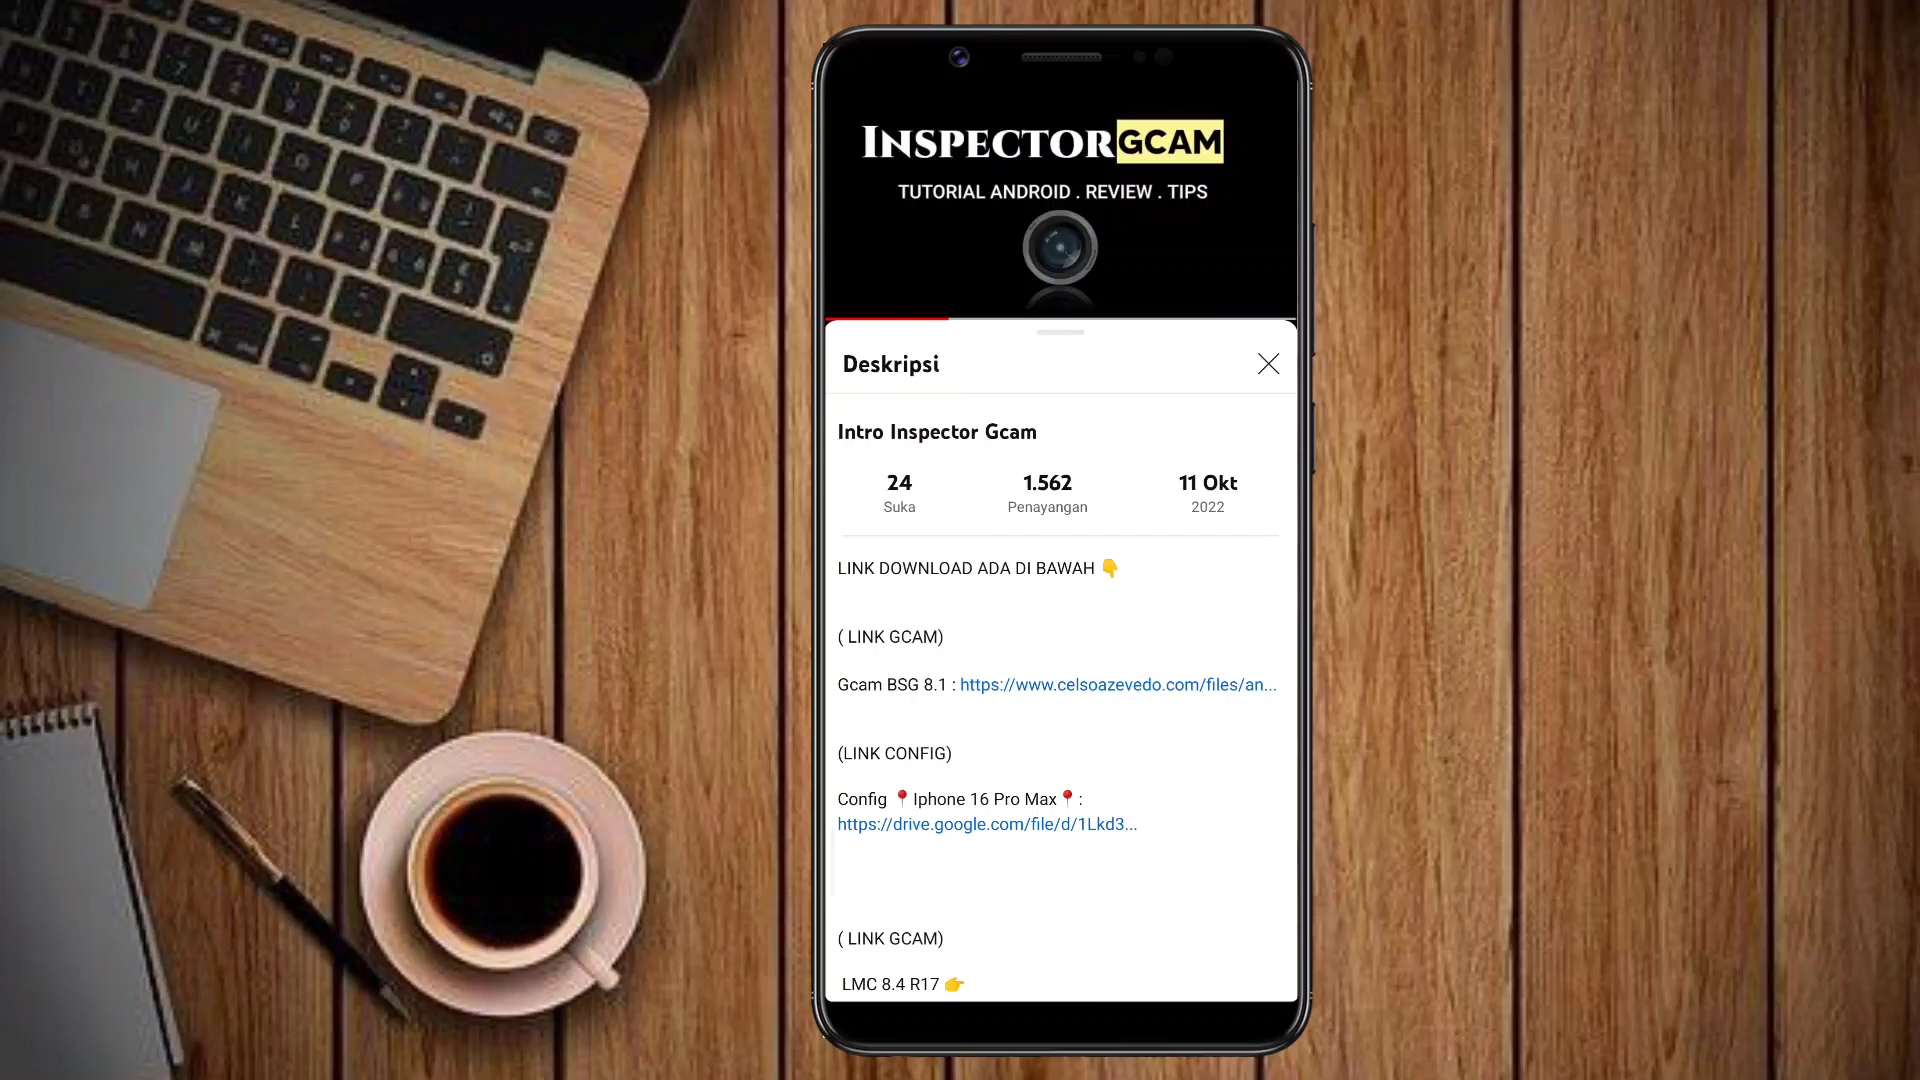 INSPECTORGCAM
TUTORIAL ANDROID . REVIEW . TIPS
Deskripsi
Intro Inspector Gcam
24 1.562 11 Okt
Suka Penayangan 2022
LINK DOWNLOAD ADA DI BAWAH 👇
( LINK GCAM)
Gcam BSG 8.1 : https://www.celsoazevedo.com/files/an...
(LINK CONFIG)
Config 📍Iphone 16 Pro Max📍:
https://drive.google.com/file/d/1Lkd3...
( LINK GCAM)
LMC 8.4 R17 👉